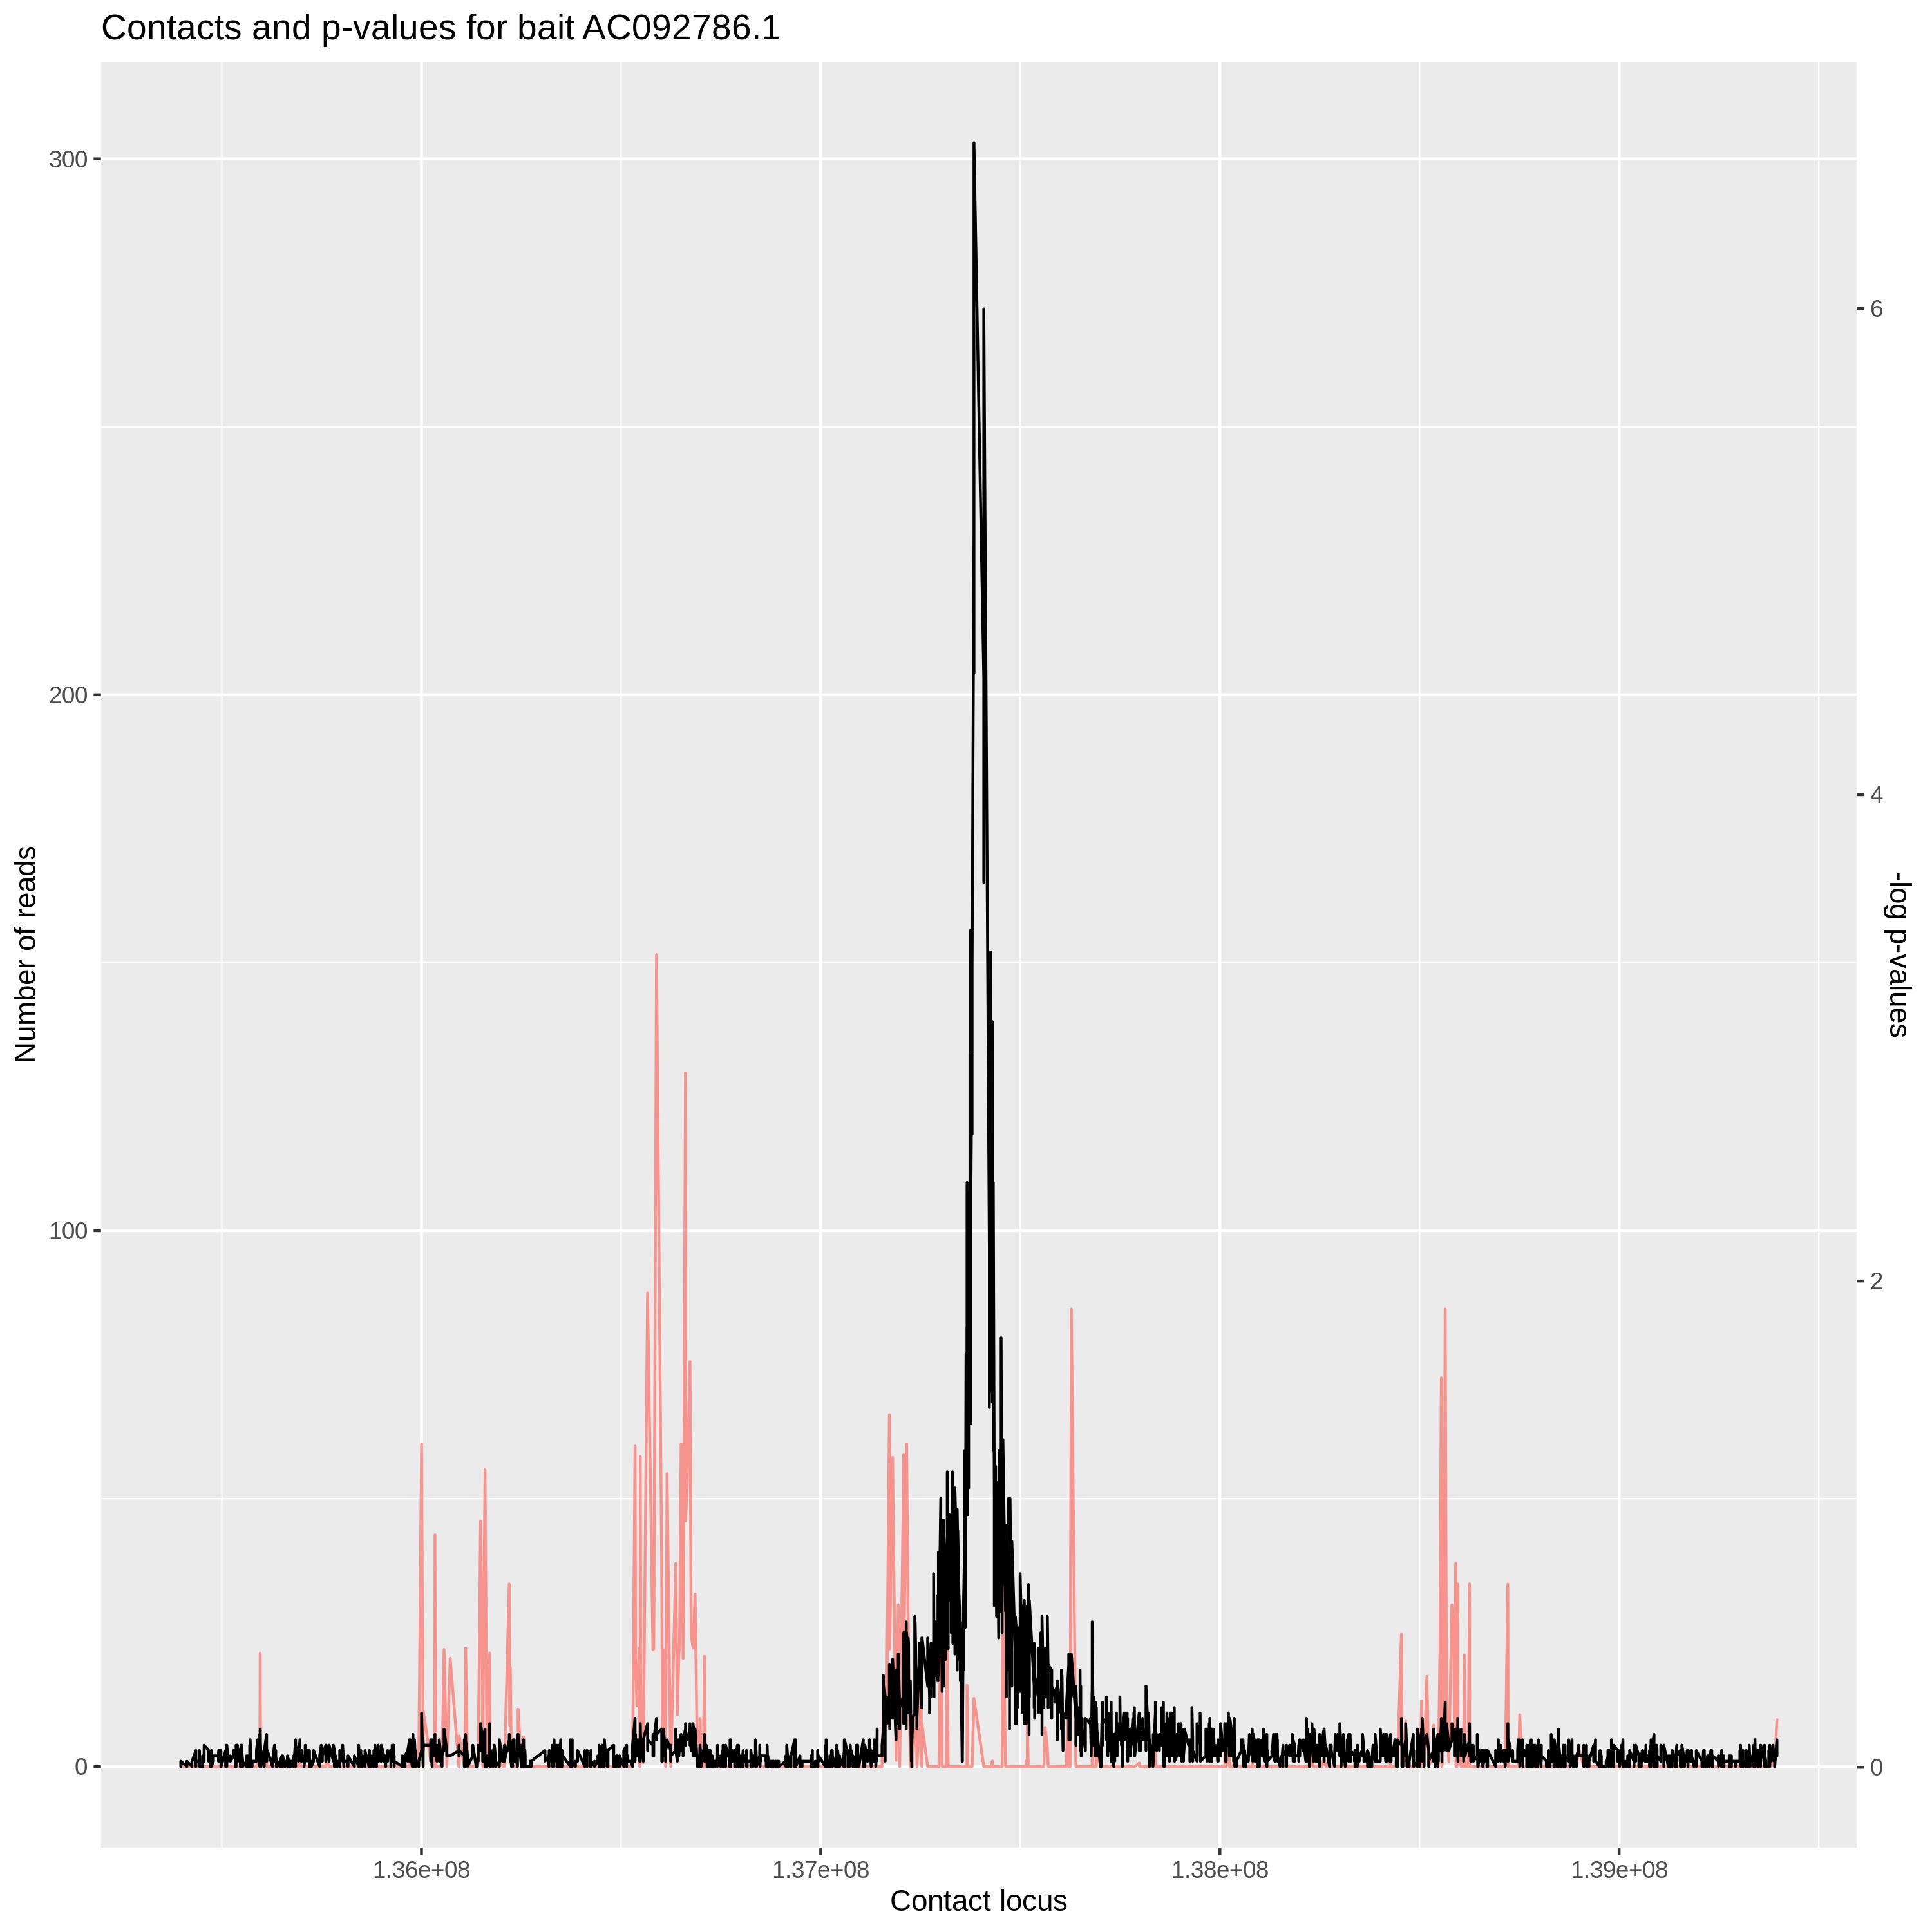 Contacts and p-values for bait AC092786.1
300
200
100
0
Number of reads
6
4
2
0
-log p-values
1.36e+08
1.37e+08
1.38e+08
1.39e+08
Contact locus